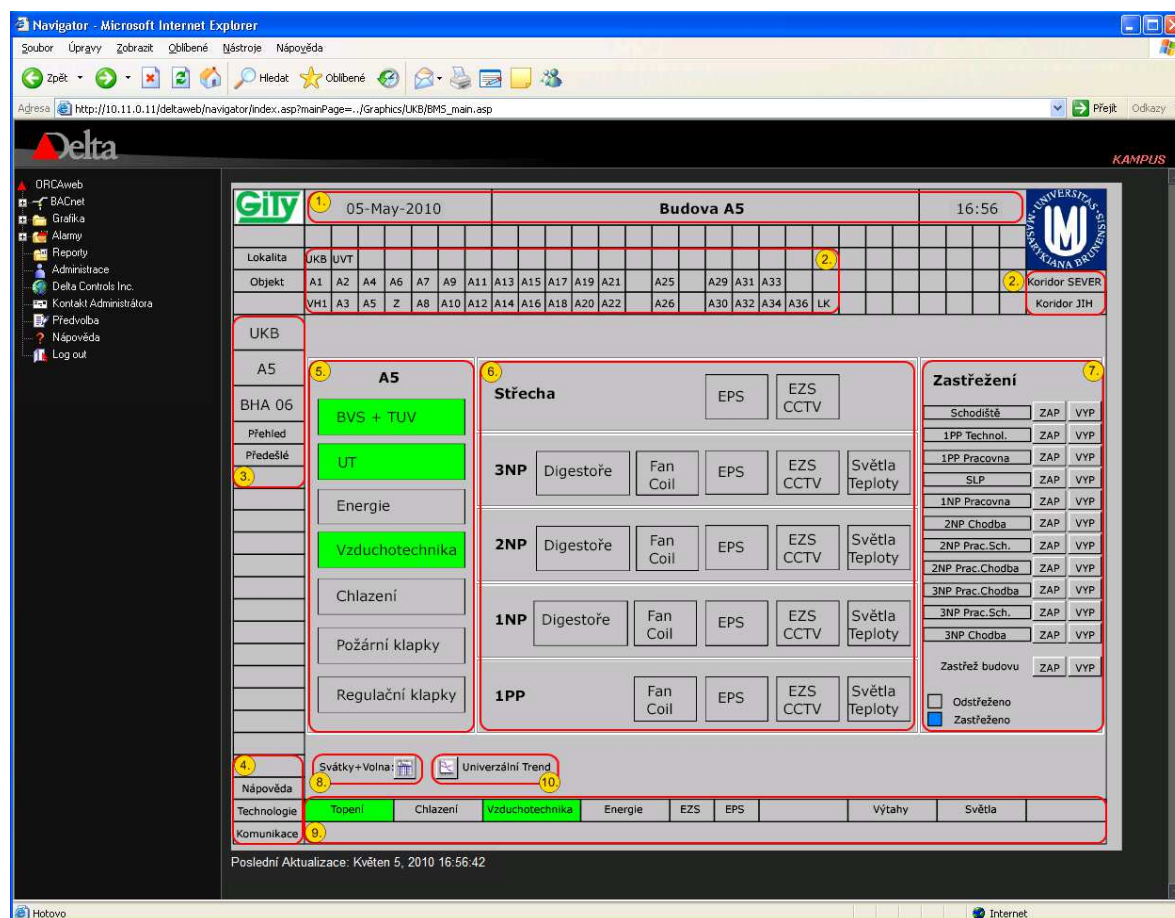 Navigator - Microsoft Internet Explorer
Soubor Úpravy Zobrazit Oblíbené Nástroje Nápověda
Zpět Hledat Oblíbené
Adresa http://10.11.0.11/deltaweb/navigator/index.asp?mainPage=../Graphics/UKB/BMS_main.asp Přejít Odkazy
Delta
KAMPUS
ORCAweb
BACnet
Grafika
Alarmy
Reporty
Administrace
Delta Controls Inc.
Kontakt Administrátora
Předvolba
Nápověda
Log out
GiTy 1. 05-May-2010 Budova A5 16:56
UNIVERSITAS MASARYKIANA BRUNENSIS
Lokalita UKB UVT 2.
Objekt A1 A2 A4 A6 A7 A9 A11 A13 A15 A17 A19 A21 A25 A29 A31 A33 2. Koridor SEVER
VH1 A3 A5 Z A8 A10 A12 A14 A16 A18 A20 A22 A26 A30 A32 A34 A36 LK Koridor JIH
UKB
A5
BHA 06
Přehled
Předešlé
3.
5. A5
BVS + TUV
UT
Energie
Vzduchotechnika
Chlazení
Požární klapky
Regulační klapky
6.
Střecha EPS EZS CCTV
3NP Digestoře Fan Coil EPS EZS CCTV Světla Teploty
2NP Digestoře Fan Coil EPS EZS CCTV Světla Teploty
1NP Digestoře Fan Coil EPS EZS CCTV Světla Teploty
1PP Fan Coil EPS EZS CCTV Světla Teploty
Zastřežení 7.
Schodiště ZAP VYP
1PP Technol. ZAP VYP
1PP Pracovna ZAP VYP
SLP ZAP VYP
1NP Pracovna ZAP VYP
2NP Chodba ZAP VYP
2NP Prac.Sch. ZAP VYP
2NP Prac.Chodba ZAP VYP
3NP Prac.Chodba ZAP VYP
3NP Prac.Sch. ZAP VYP
3NP Chodba ZAP VYP
Zastřež budovu ZAP VYP
Odstřeženo
Zastřeženo
4. Svátky+Volna: Univerzální Trend
8. 10.
Nápověda
Technologie Topení Chlazení Vzduchotechnika Energie EZS EPS Výtahy Světla
Komunikace 9.
Poslední Aktualizace: Květen 5, 2010 16:56:42
Hotovo Internet